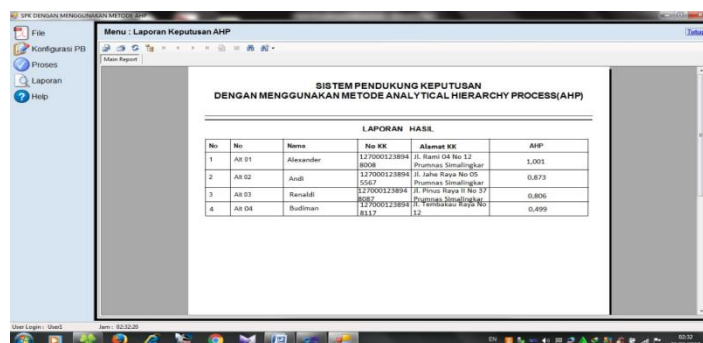 SPK DENGAN MENGGUNAKAN METODE AHP
File
Konfigurasi PB
Proses
Laporan
Help
Menu : Laporan Keputusan AHP
Tutup
Main Report
SISTEM PENDUKUNG KEPUTUSAN
DENGAN MENGGUNAKAN METODE ANALYTICAL HIERARCHY PROCESS(AHP)
LAPORAN HASIL
No No Nama No KK Alamat KK AHP
1 Alt 01 Alexander 127000123894 Jl. Rami 04 No 12 1,001
8008 Prumnas Simalingkar
2 Alt 02 Andi 127000123894 Jl. Jahe Raya No 05 0,873
5567 Prumnas Simalingkar
3 Alt 03 Renaldi 127000123894 Jl. Pinus Raya II No 37 0,806
8087 Prumnas Simalingkar
4 Alt 04 Budiman 127000123894 Jl. Tembakau Raya No 0,499
8117 12
User Login : User1 Jam : 02:32:20
EN 02:32